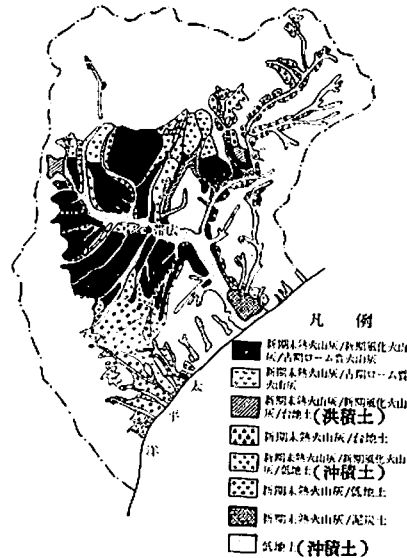 帯広
太
平
洋
凡例
新期未熟火山灰/新期風化火山
灰/古期ローム質火山灰
新期未熟火山灰/古期ローム質
火山灰
新期未熟火山灰/新期風化火山
灰/台地土(洪積土)
新期未熟火山灰/台地土
新期未熟火山灰/新期風化火山
灰/低地土(沖積土)
新期未熟火山灰/低地土
新期未熟火山灰/泥炭土
低地土(沖積土)